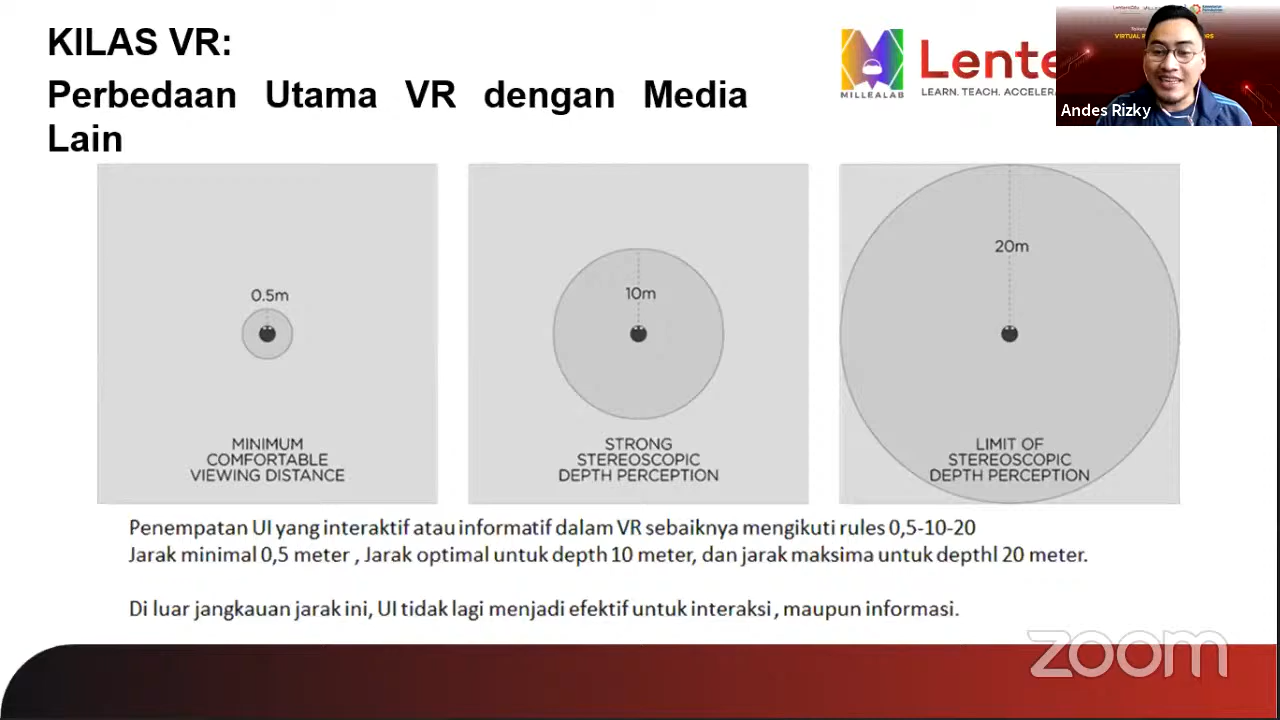 KILAS VR:
Perbedaan Utama VR dengan Media
Lain
MILLEALAB
Lente
LEARN. TEACH. ACCELERA
VIRTUAL
Andes Rizky
0.5m
MINIMUM
COMFORTABLE
VIEWING DISTANCE
10m
STRONG
STEREOSCOPIC
DEPTH PERCEPTION
20m
LIMIT OF
STEREOSCOPIC
DEPTH PERCEPTION
Penempatan UI yang interaktif atau informatif dalam VR sebaiknya mengikuti rules 0,5-10-20
Jarak minimal 0,5 meter , Jarak optimal untuk depth 10 meter, dan jarak maksima untuk depthl 20 meter.
Di luar jangkauan jarak ini, UI tidak lagi menjadi efektif untuk interaksi , maupun informasi.
zoom